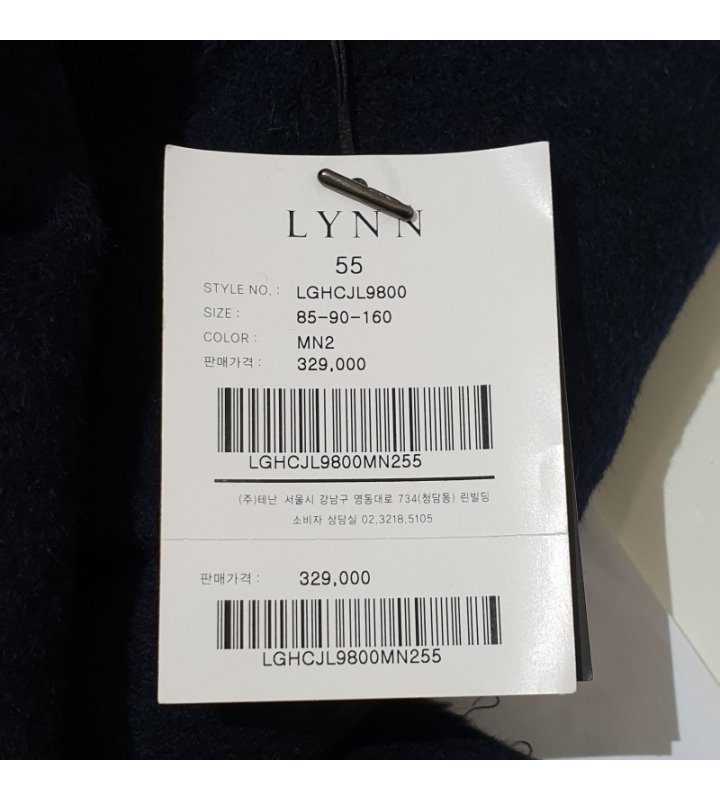 LYNN
55
STYLE NO. : LGHCJL9800
SIZE : 85-90-160
COLOR : MN2
판매가격 : 329,000
LGHCJL9800MN255
(주)테난 서울시 강남구 영동대로 734(청담동) 린빌딩
소비자 상담실 02.3218.5105
판매가격 : 329,000
LGHCJL9800MN255